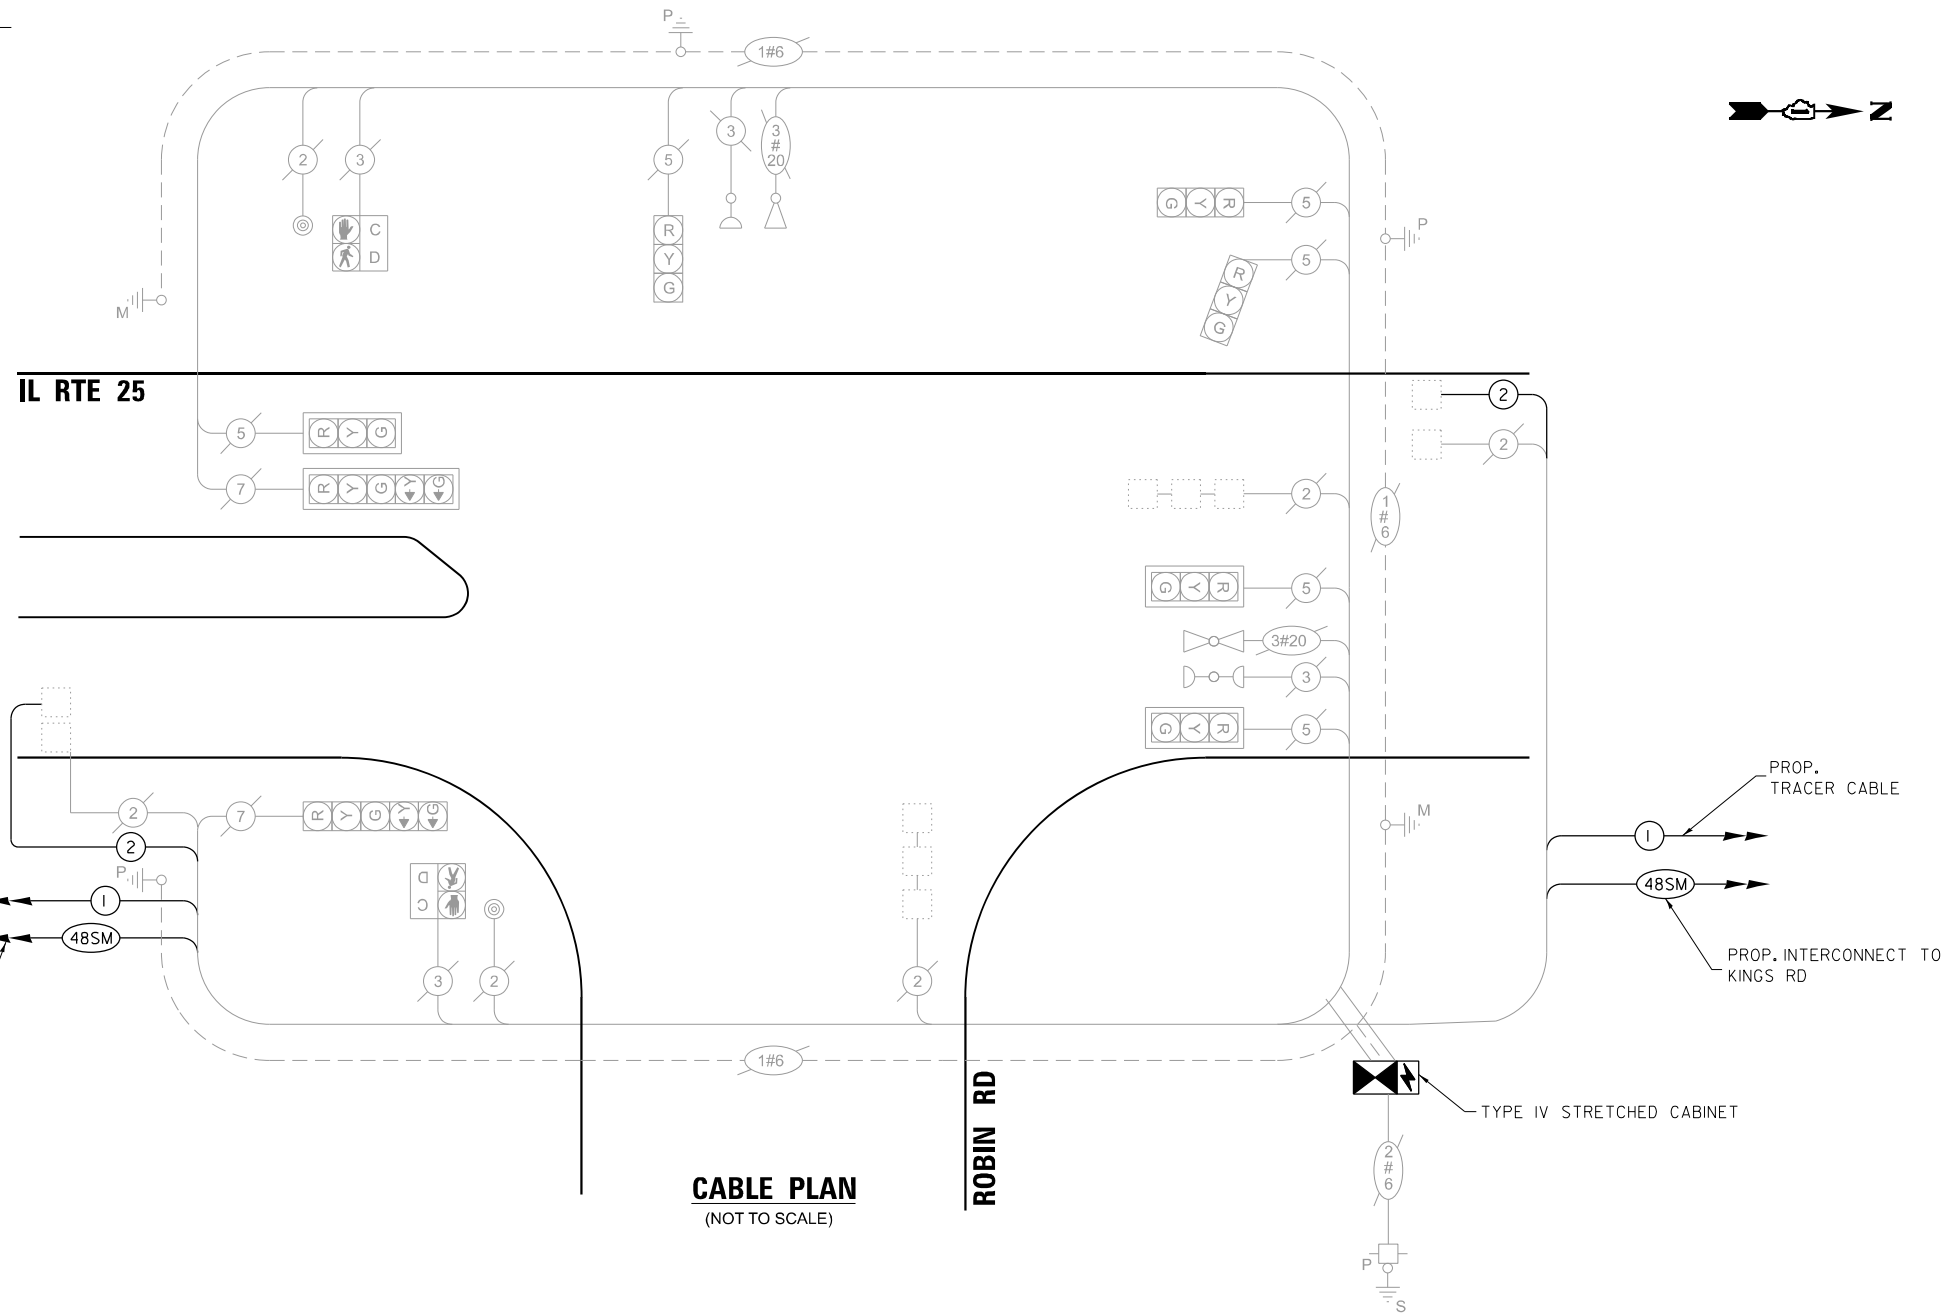 P
1#6
N
2
3
5
3
3
#
20
C
D
R
Y
G
G Y R
5
5
R
Y
G
P
M
IL RTE 25
2
5
R Y G
2
7
R Y G Y G
2
1
#
6
G Y R
5
3#20
3
G Y R
5
PROP.
TRACER CABLE
2
7
R Y G Y G
M
1
2
P
D
C
1
48SM
48SM
3
2
2
PROP. INTERCONNECT TO
KINGS RD
1#6
ROBIN RD
TYPE IV STRETCHED CABINET
2
#
6
CABLE PLAN
(NOT TO SCALE)
P
S